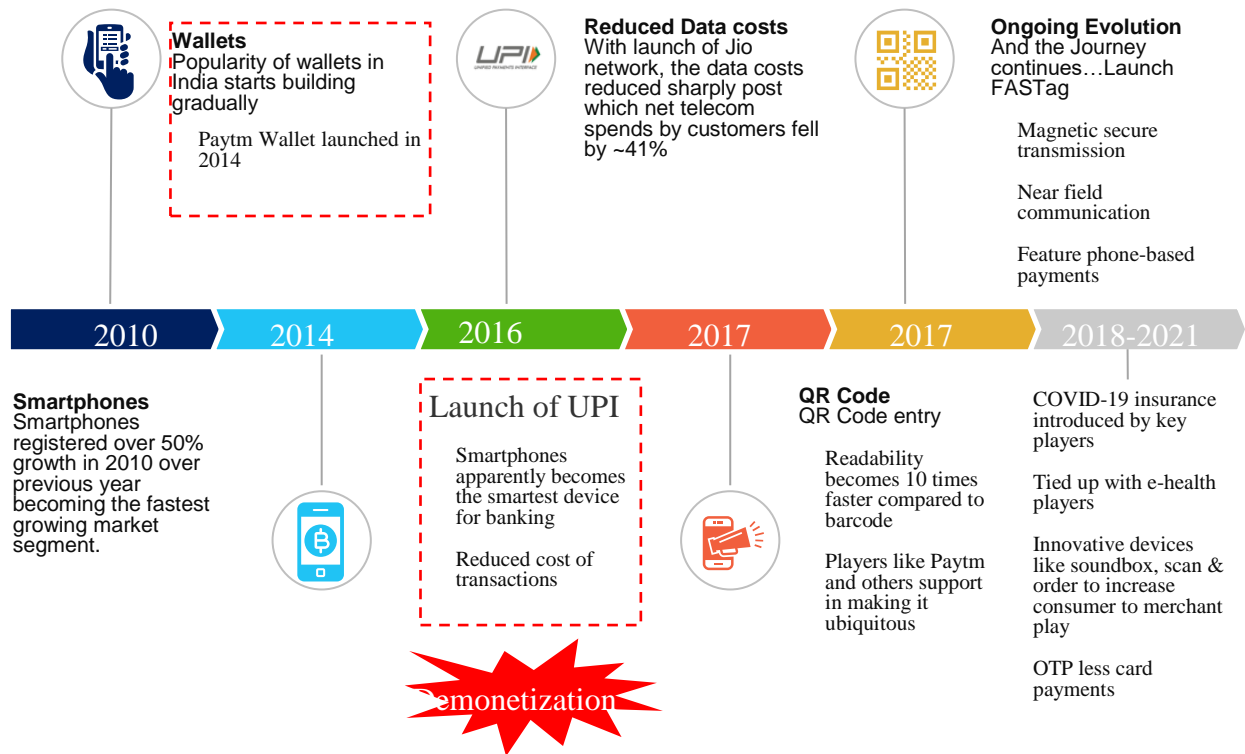 Wallets
Popularity of wallets in
India starts building
gradually
Paytm Wallet launched in
2014
UPI
UNIFIED PAYMENTS INTERFACE
Reduced Data costs
With launch of Jio
network, the data costs
reduced sharply post
which net telecom
spends by customers fell
by ~41%
Ongoing Evolution
And the Journey
continues…Launch
FASTag
Magnetic secure
transmission
Near field
communication
Feature phone-based
payments
2010
2014
2016
2017
2017
2018-2021
Smartphones
Smartphones
registered over 50%
growth in 2010 over
previous year
becoming the fastest
growing market
segment.
Launch of UPI
Smartphones
apparently becomes
the smartest device
for banking
Reduced cost of
transactions
Demonetization
QR Code
QR Code entry
Readability
becomes 10 times
faster compared to
barcode
Players like Paytm
and others support
in making it
ubiquitous
COVID-19 insurance
introduced by key
players
Tied up with e-health
players
Innovative devices
like soundbox, scan &
order to increase
consumer to merchant
play
OTP less card
payments